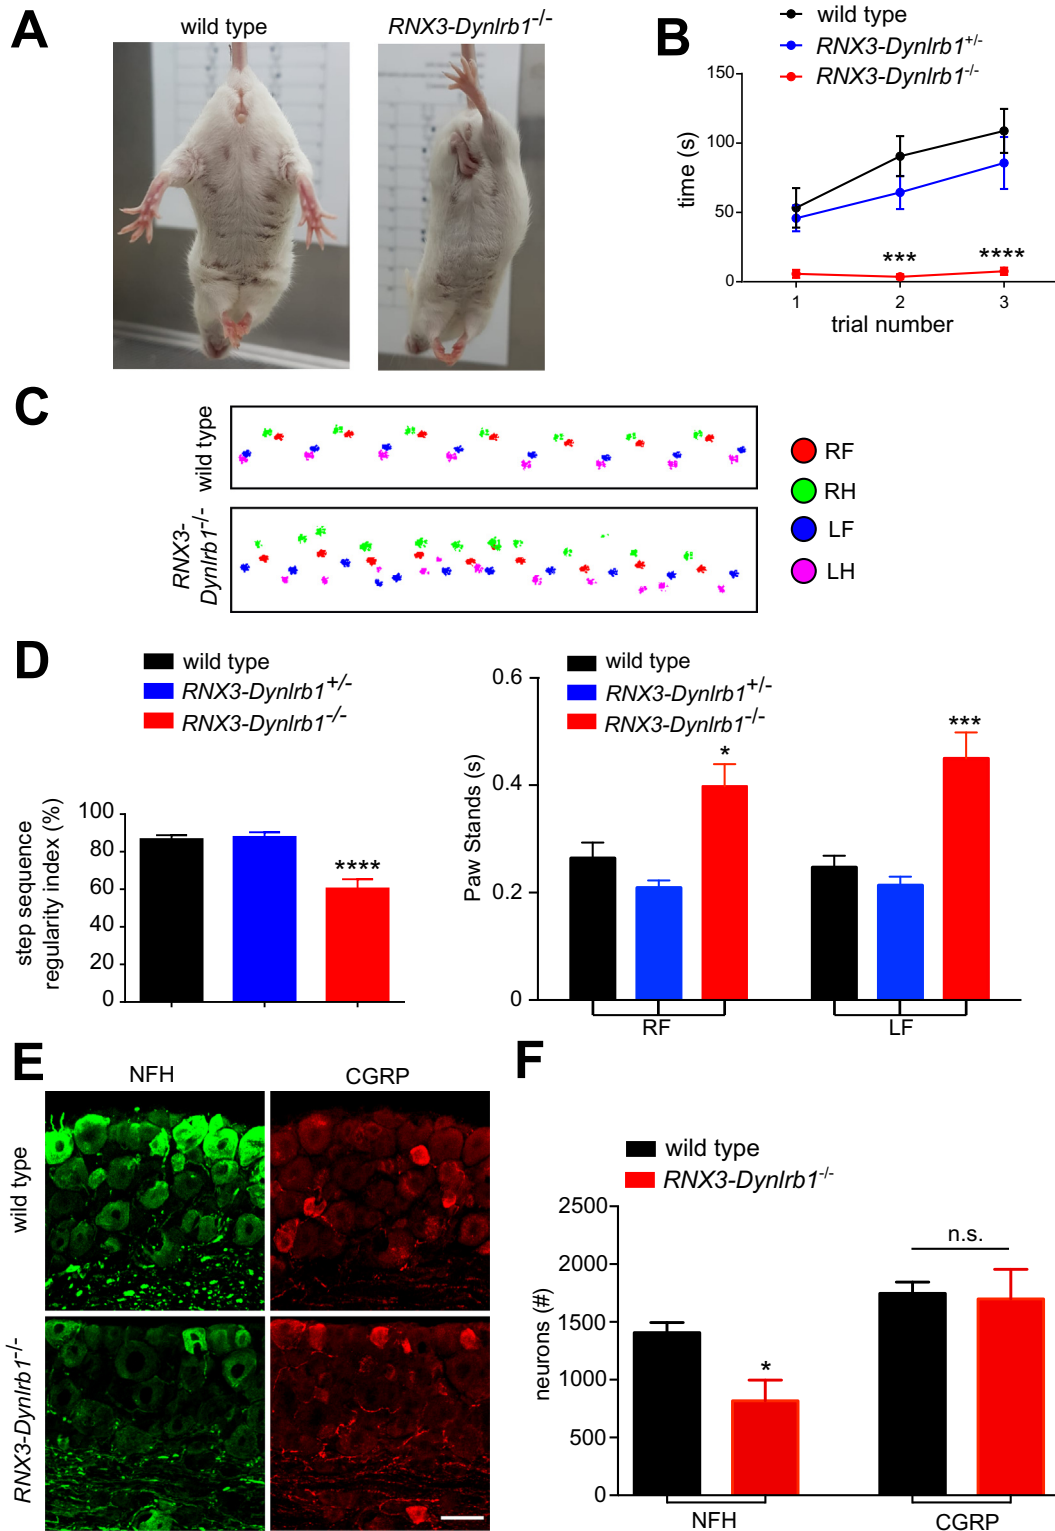 A
wild type
RNX3-Dynlrb1-/-
B
wild type
RNX3-Dynlrb1+/-
RNX3-Dynlrb1-/-
time (s)
150
100
50
0
***
****
1
2
3
trial number
C
wild type
RNX3-
Dynlrb1-/-
RF
RH
LF
LH
D
wild type
RNX3-Dynlrb1+/-
RNX3-Dynlrb1-/-
step sequence
regularity index (%)
100
80
60
40
20
0
****
wild type
RNX3-Dynlrb1+/-
RNX3-Dynlrb1-/-
Paw Stands (s)
0.6
0.4
0.2
0
*
***
RF
LF
E
NFH
CGRP
wild type
RNX3-Dynlrb1-/-
F
wild type
RNX3-Dynlrb1-/-
neurons (#)
2500
2000
1500
1000
500
0
*
n.s.
NFH
CGRP